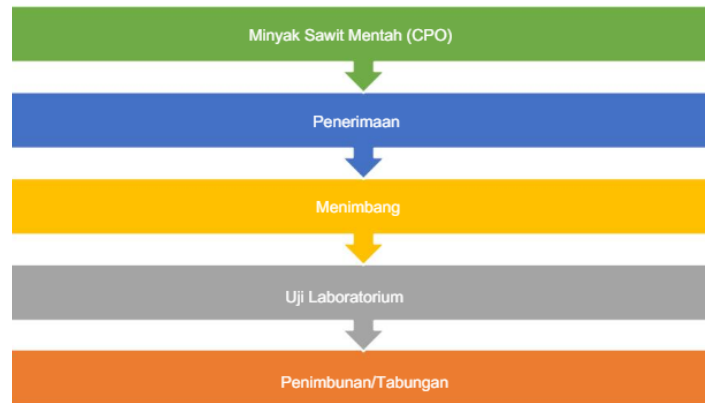 Minyak Sawit Mentah (CPO)
Penerimaan
Menimbang
Uji Laboratorium
Penimbunan/Tabungan